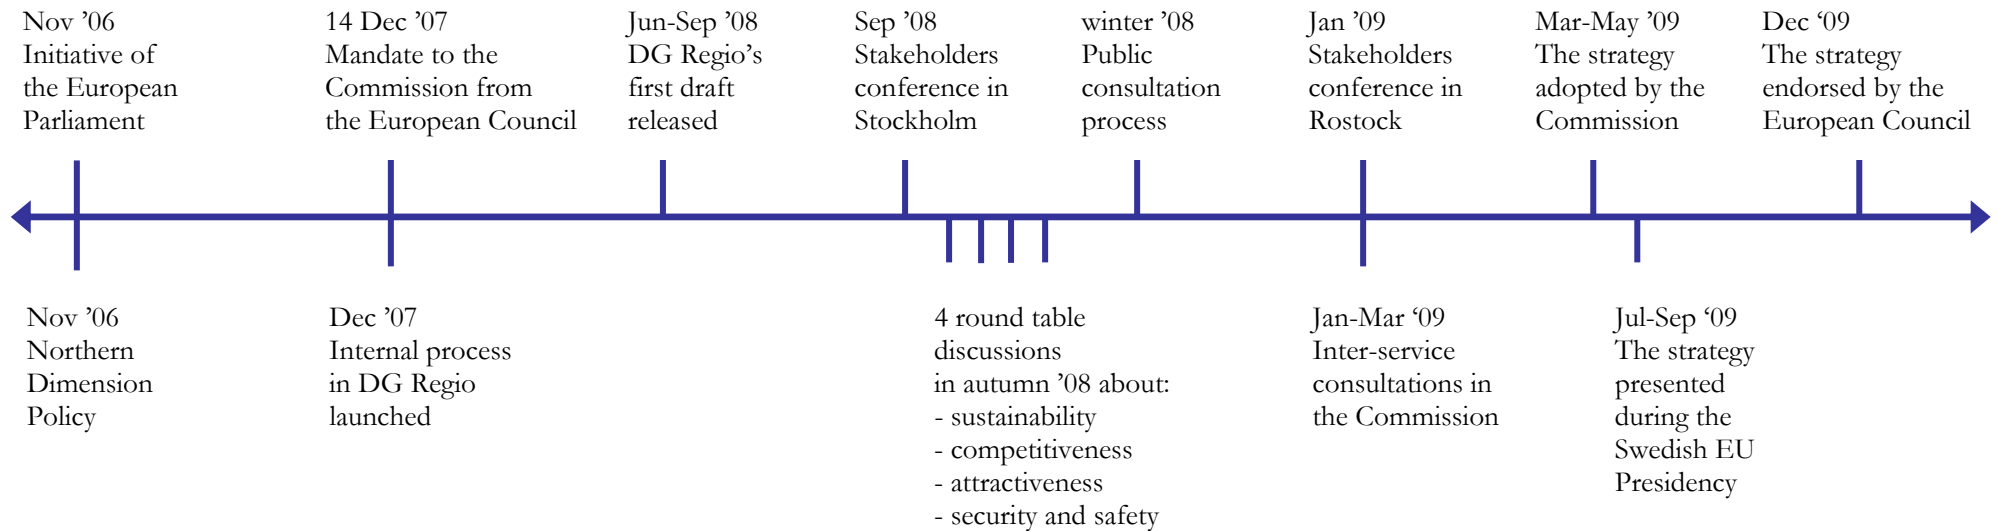 Nov ’06
Initiative of
the European
Parliament
14 Dec ’07
Mandate to the
Commission from
the European Council
Jun-Sep ’08
DG Regio’s
first draft
released
Sep ’08
Stakeholders
conference in
Stockholm
winter ’08
Public
consultation
process
Jan ’09
Stakeholders
conference in
Rostock
Mar-May ’09
The strategy
adopted by the
Commission
Dec ‘09
The strategy
endorsed by the
European Council
Nov ’06
Northern
Dimension
Policy
Dec ’07
Internal process
in DG Regio
launched
4 round table
discussions
in autumn ’08 about:
- sustainability
- competitiveness
- attractiveness
- security and safety
Jan-Mar ‘09
Inter-service
consultations in
the Commission
Jul-Sep ‘09
The strategy
presented
during the
Swedish EU
Presidency